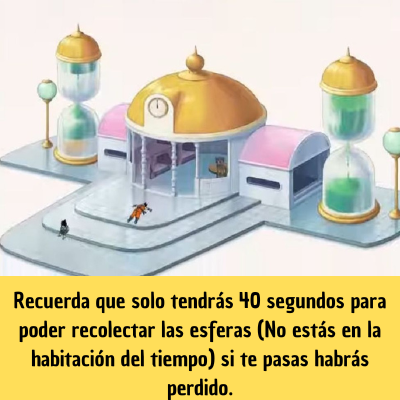 Recuerda que solo tendrás 40 segundos para
poder recolectar las esferas (No estás en la
habitación del tiempo) si te pasas habrás
perdido.